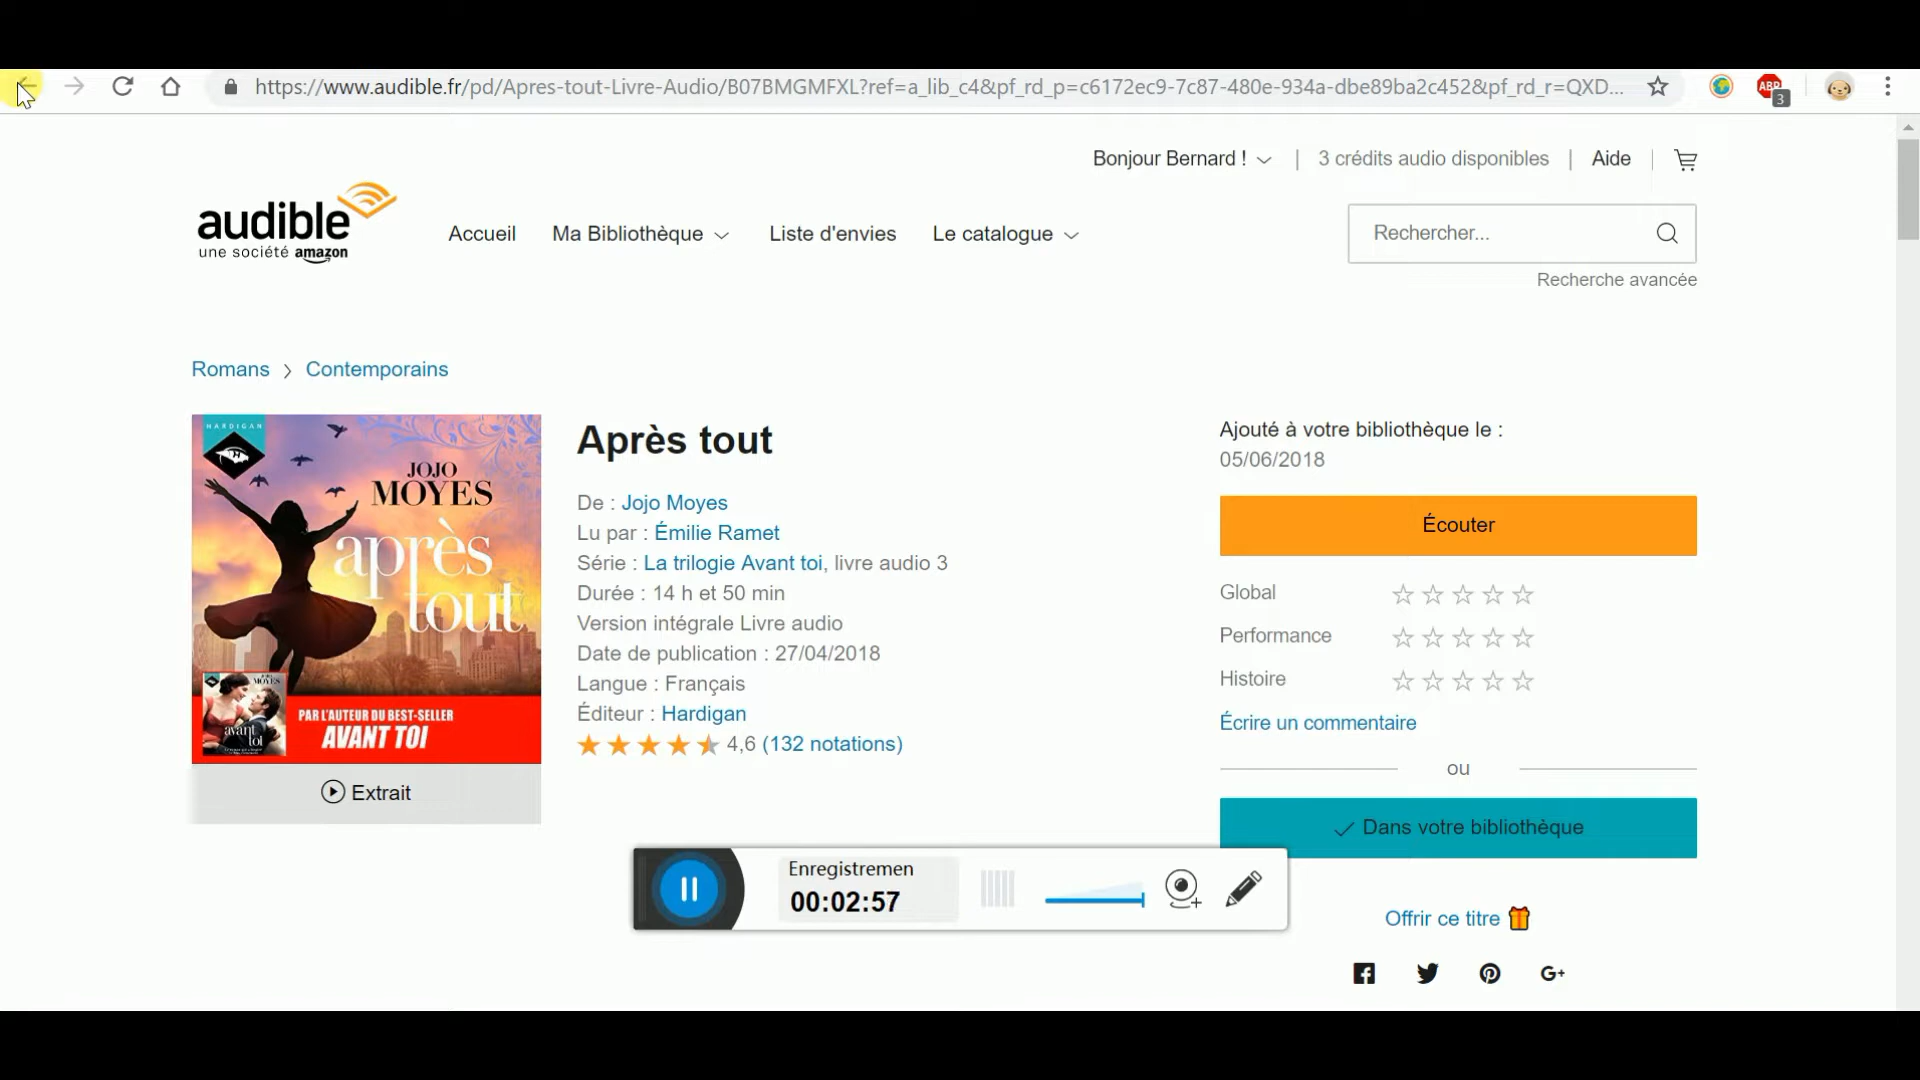 https://www.audible.fr/pd/Apres-tout-Livre-Audio/B07BMGMFXL?ref=a_lib_c4&pf_rd_p=c6172ec9-7c87-480e-934a-dbe89ba2c452&pf_rd_r=QXD...
ABP
3
Bonjour Bernard !
3 crédits audio disponibles
Aide
audible
une société amazon
Accueil
Ma Bibliothèque
Liste d'envies
Le catalogue
Rechercher...
Recherche avancée
Romans
Contemporains
HARDIGAN
JOJO
MOYES
après
tout
MOYES
avant
toi
PAR L'AUTEUR DU BEST-SELLER
AVANT TOI
Extrait
Après tout
De : Jojo Moyes
Lu par : Émilie Ramet
Série : La trilogie Avant toi, livre audio 3
Durée : 14 h et 50 min
Version intégrale Livre audio
Date de publication : 27/04/2018
Langue : Français
Éditeur : Hardigan
4,6 (132 notations)
Ajouté à votre bibliothèque le :
05/06/2018
Écouter
Global
Performance
Histoire
Écrire un commentaire
ou
Dans votre bibliothèque
Enregistremen
00:02:57
Offrir ce titre
G+